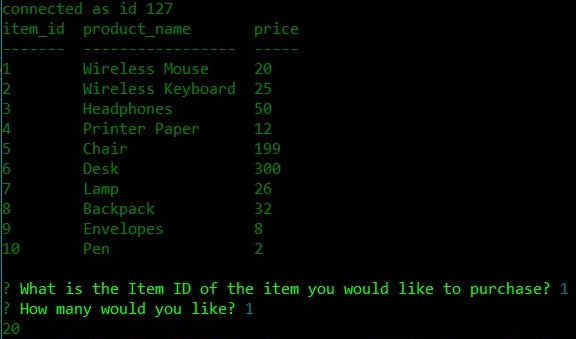 connected as id 127
item_id  product_name       price
-------  -----------------  -----
1        Wireless Mouse     20
2        Wireless Keyboard  25
3        Headphones         50
4        Printer Paper      12
5        Chair              199
6        Desk               300
7        Lamp               26
8        Backpack           32
9        Envelopes          8
10       Pen                2
? What is the Item ID of the item you would like to purchase? 1
? How many would you like? 1
20